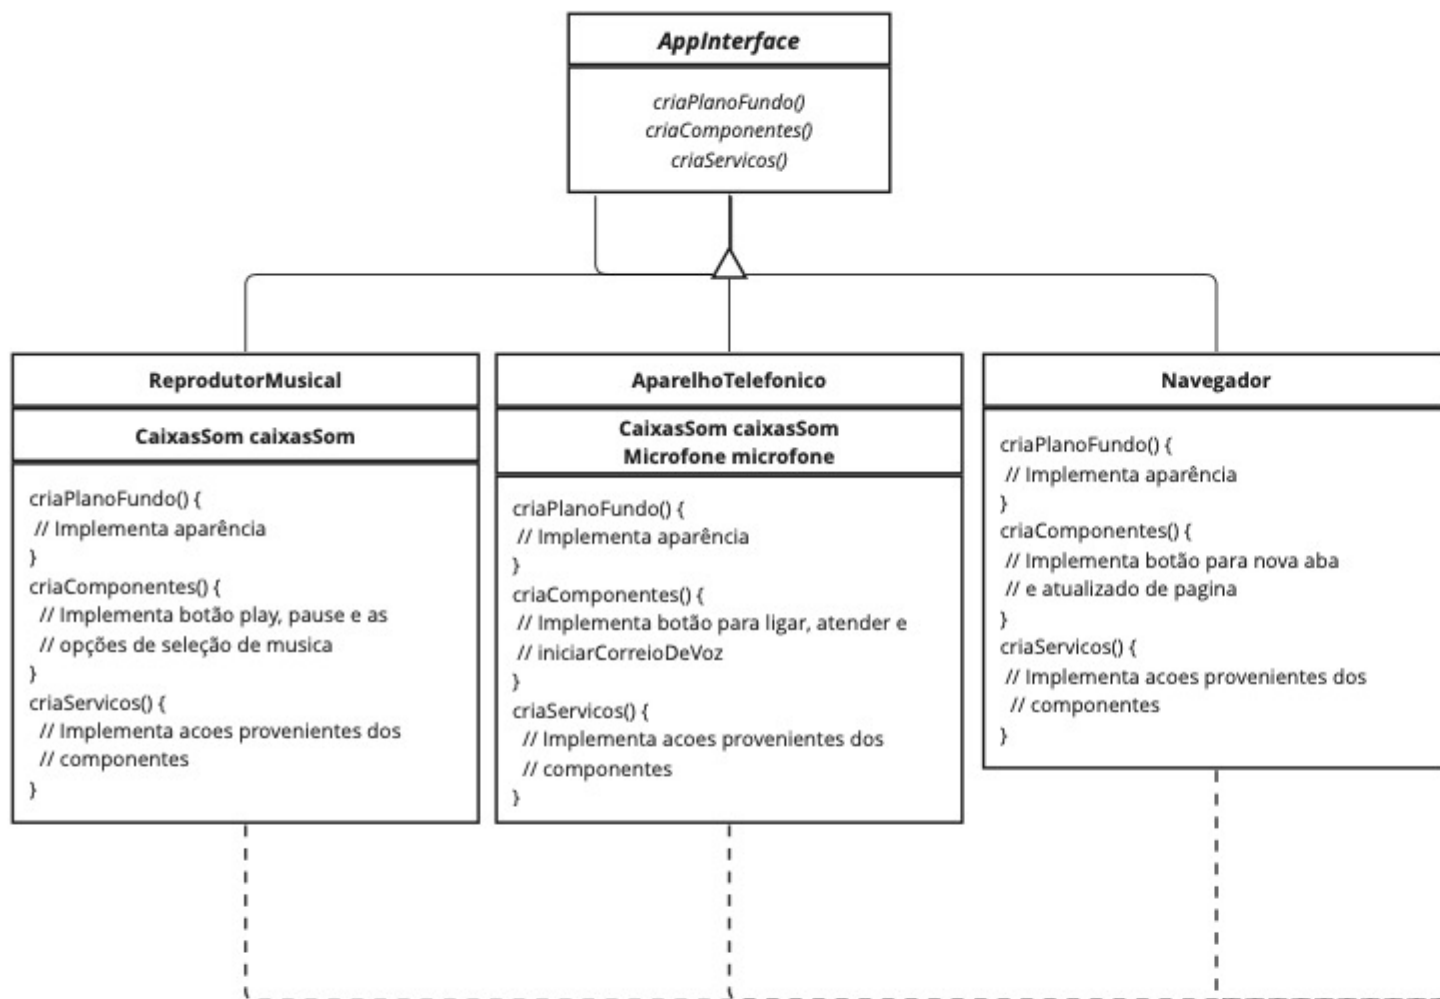 AppInterface
criaPlanoFundo()
criaComponentes()
criaServicos()
ReprodutorMusical
CaixasSom caixasSom
criaPlanoFundo() {
// Implementa aparência
}
criaComponentes() {
// Implementa botão play, pause e as
// opções de seleção de musica
}
criaServicos() {
// Implementa acoes provenientes dos
// componentes
}
AparelhoTelefonico
CaixasSom caixasSom
Microfone microfone
criaPlanoFundo() {
// Implementa aparência
}
criaComponentes() {
// Implementa botão para ligar, atender e
// iniciarCorreioDeVoz
}
criaServicos() {
// Implementa acoes provenientes dos
// componentes
}
Navegador
criaPlanoFundo() {
// Implementa aparência
}
criaComponentes() {
// Implementa botão para nova aba
// e atualizado de pagina
}
criaServicos() {
// Implementa acoes provenientes dos
// componentes
}